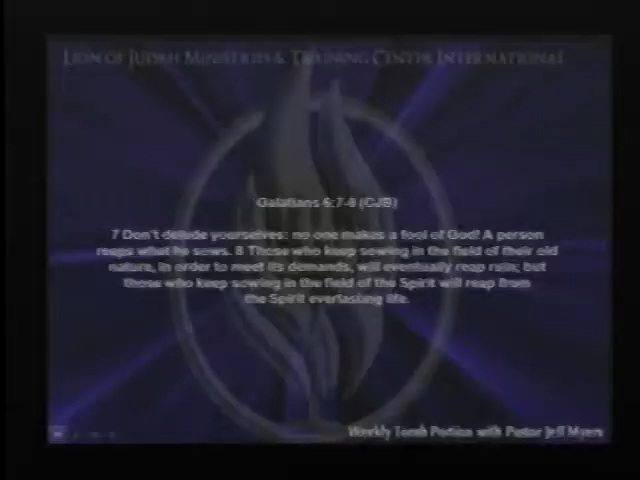 LION OF JUDAH MINISTRIES & TRAINING CENTER INTERNATIONAL
Galatians 6:7-8 (CJB)
7 Don't delude yourselves: no one makes a fool of God! A person
reaps what he sows. 8 Those who keep sowing in the field of their old
nature, in order to meet its demands, will eventually reap ruin; but
those who keep sowing in the field of the Spirit will reap from
the Spirit everlasting life.
Weekly Torah Portion with Pastor Jeff Myers